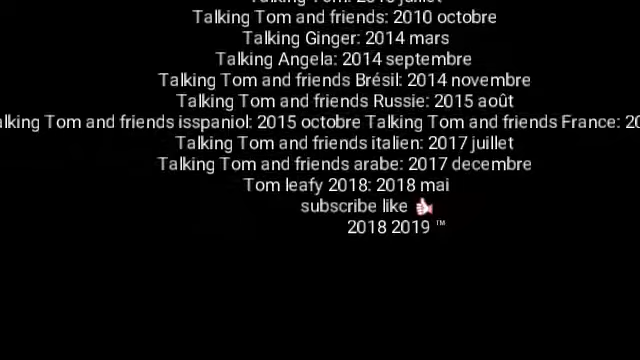 Talking Tom and friends: 2010 octobre
Talking Ginger: 2014 mars
Talking Angela: 2014 septembre
Talking Tom and friends Brésil: 2014 novembre
Talking Tom and friends Russie: 2015 août
alking Tom and friends isspaniol: 2015 octobre Talking Tom and friends France: 20
Talking Tom and friends italien: 2017 juillet
Talking Tom and friends arabe: 2017 decembre
Tom leafy 2018: 2018 mai
subscribe like 👍
2018 2019 ™